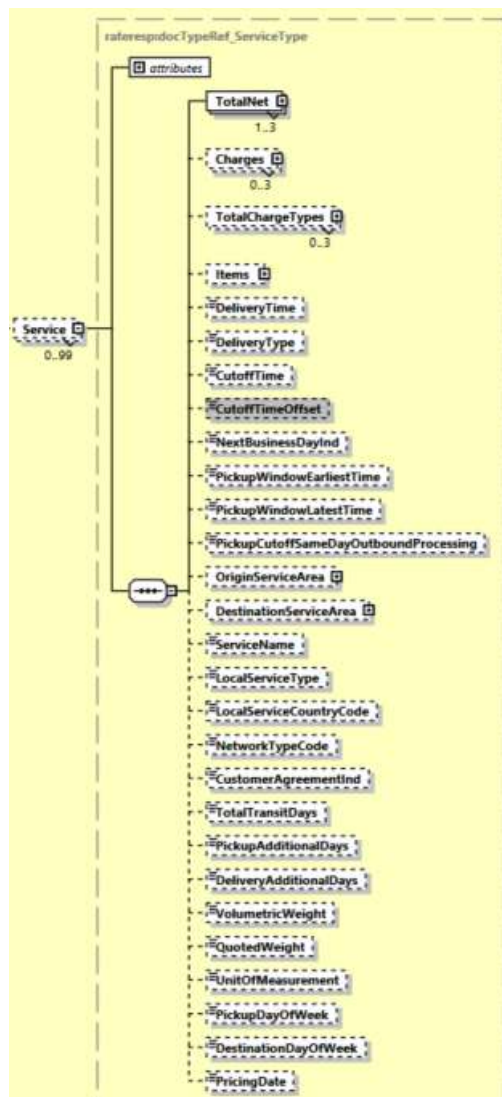 raterespdocTypeRef_ServiceType
attributes
TotalNet
1..3
Charges
0..3
TotalChargeTypes
0..3
Items
DeliveryTime
Service
0..99
DeliveryType
CutoffTime
CutoffTimeOffset
NextBusinessDayInd
PickupWindowEarliestTime
PickupWindowLatestTime
PickupCutoffSameDayOutboundProcessing
OriginServiceArea
DestinationServiceArea
ServiceName
LocalServiceType
LocalServiceCountryCode
NetworkTypeCode
CustomerAgreementInd
TotalTransitDays
PickupAdditionalDays
DeliveryAdditionalDays
VolumetricWeight
QuotedWeight
UnitOfMeasurement
PickupDayOfWeek
DestinationDayOfWeek
PricingDate